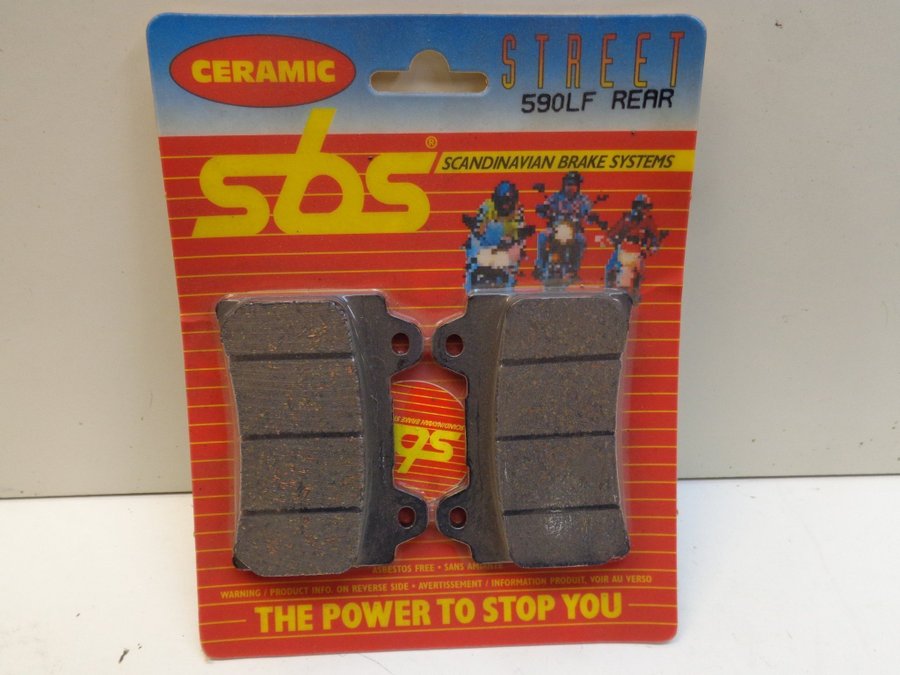 CERAMIC
STREET
590LF REAR
sbs®
SCANDINAVIAN BRAKE SYSTEMS
sbs
ASBESTOS FREE • SANS
WARNING / PRODUCT INFO. ON REVERSE SIDE • AVERTISSEMENT / INFORMATION PRODUIT, VOIR AU VERSO
THE POWER TO STOP YOU